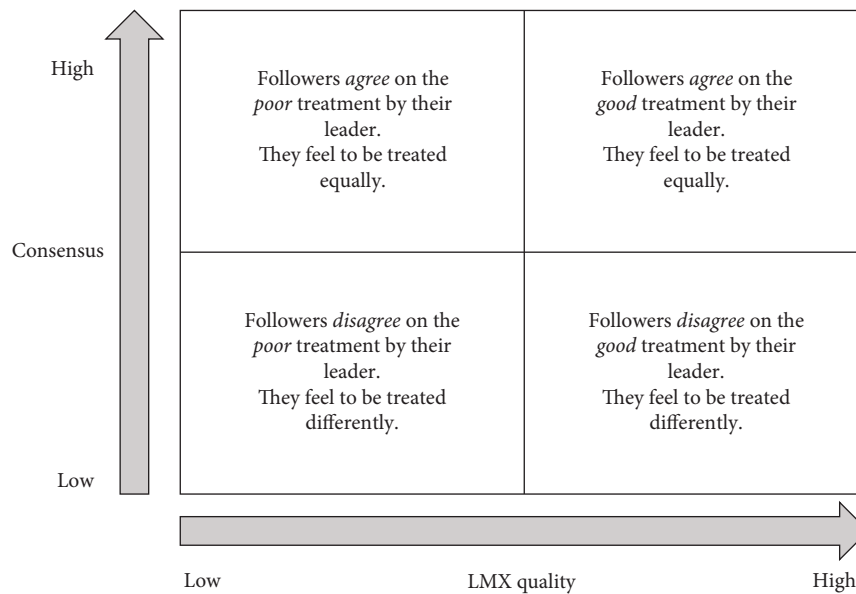 High
Followers agree on the
poor treatment by their
leader.
They feel to be treated
equally.
Followers agree on the
good treatment by their
leader.
They feel to be treated
equally.
Consensus
Followers disagree on the
poor treatment by their
leader.
They feel to be treated
differently.
Followers disagree on the
good treatment by their
leader.
They feel to be treated
differently.
Low
Low
LMX quality
High